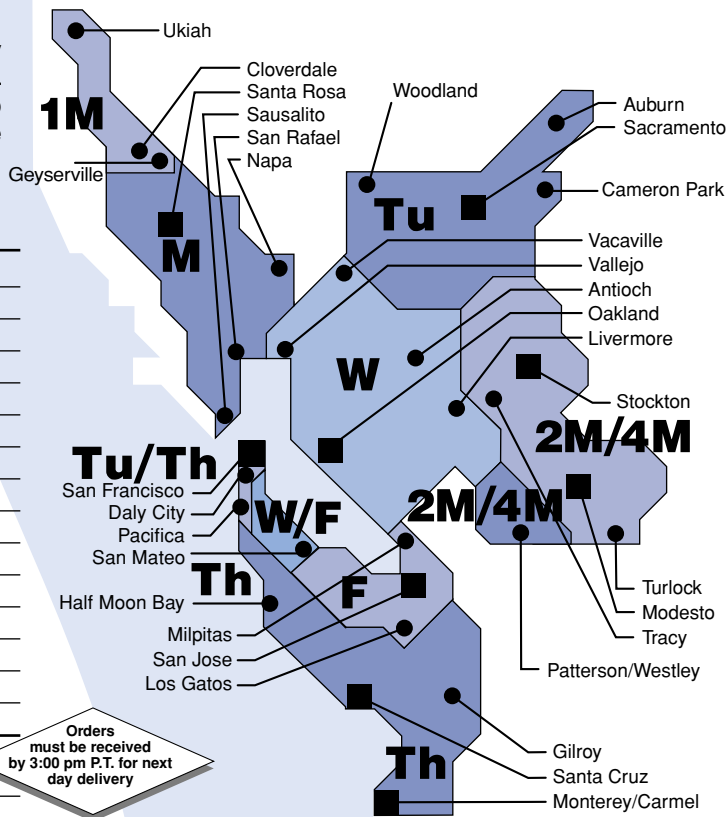 Ukiah
Cloverdale
Santa Rosa
Sausalito
San Rafael
Napa
1M
Geyserville
M
Woodland
Auburn
Sacramento
Cameron Park
Tu
Vacaville
Vallejo
Antioch
Oakland
Livermore
W
Stockton
2M/4M
Tu/Th
San Francisco
Daly City
Pacifica
San Mateo
W/F
2M/4M
Th
F
Half Moon Bay
Milpitas
San Jose
Los Gatos
Turlock
Modesto
Tracy
Patterson/Westley
Orders
must be received
by 3:00 pm P.T. for next
day delivery
Th
Gilroy
Santa Cruz
Monterey/Carmel